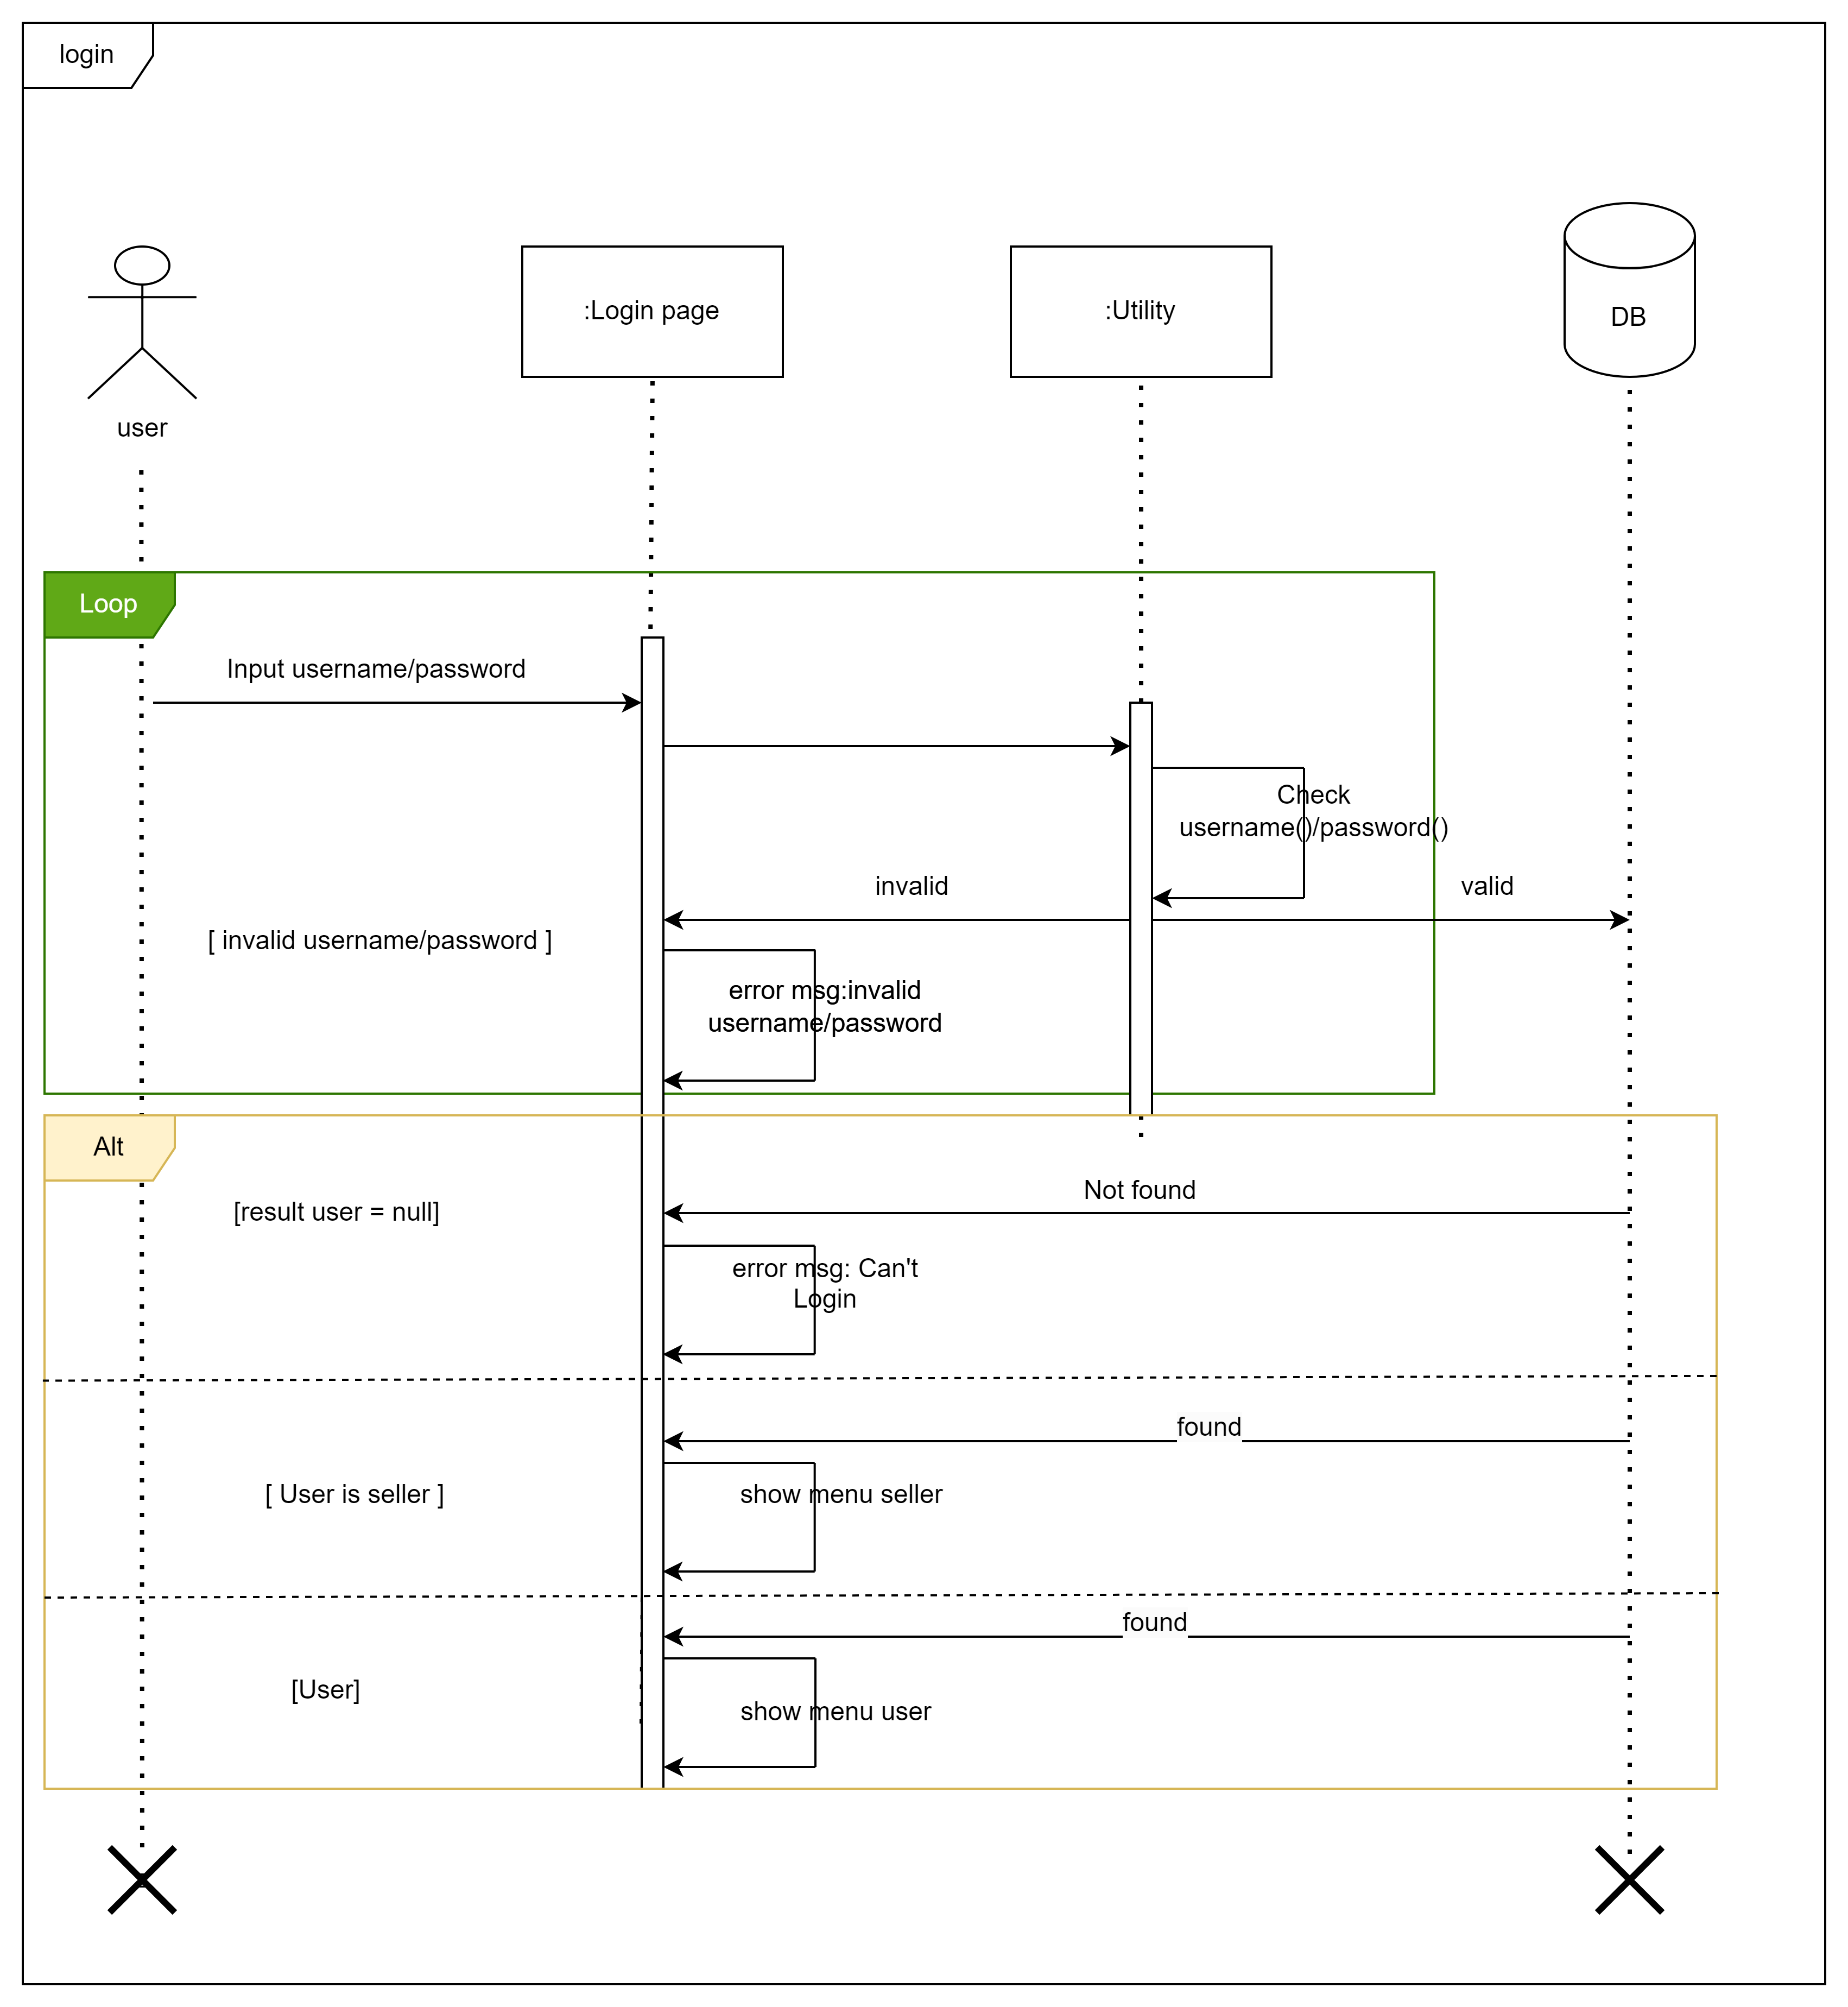 login
:Login page
:Utility
DB
user
Loop
Input username/password
Check
username()/password()
invalid
valid
[ invalid username/password ]
error msg:invalid
username/password
Alt
Not found
[result user = null]
error msg: Can't
Login
found
[ User is seller ]
show menu seller
found
[User]
show menu user